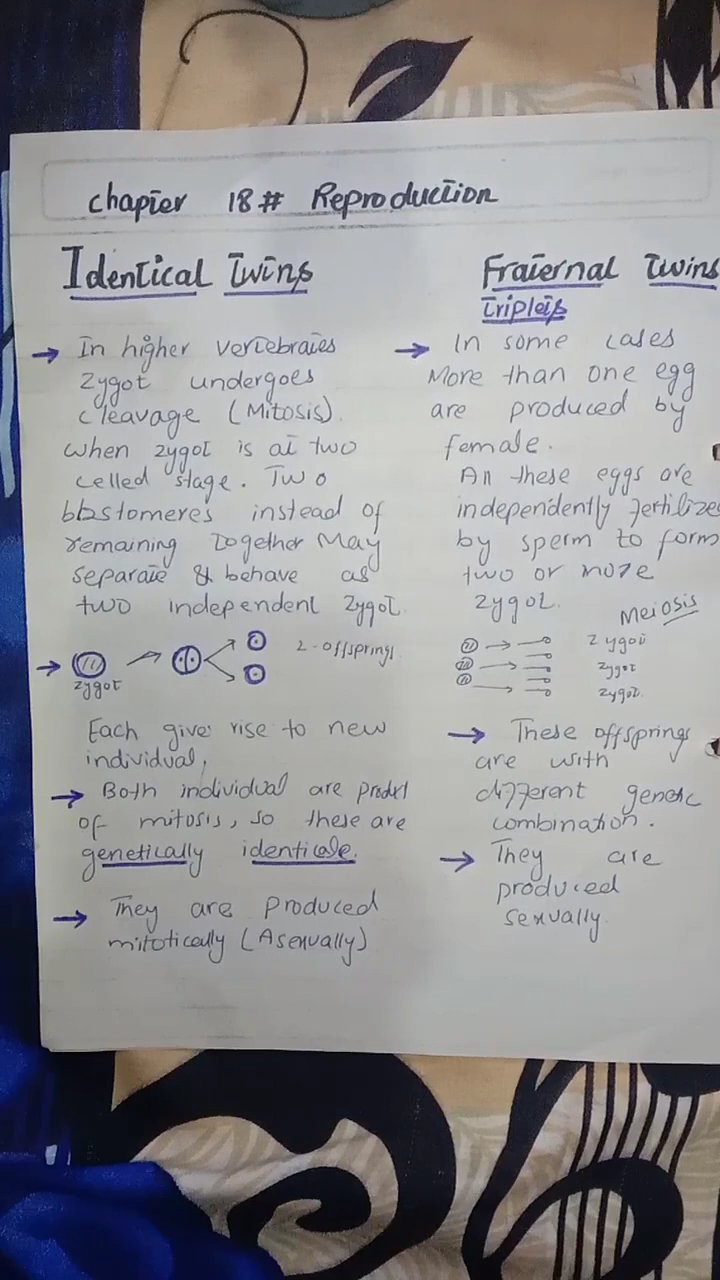 Chapter 18# Reproduction
Identical Twins
In higher vertebrates
Zygot undergoes
cleavage (Mitosis).
when zygot is at two
celled stage. Two
blastomeres instead of
remaining together May
separate & behave as
two independent zygot.
2-offsprings
zygot
Each give rise to new
individual,
Both individual are product
of mitosis, so these are
genetically identicale.
They are produced
mitotically (Asexually)
Fraternal Twins
Triplets
In some cases
More than one egg
are produced by
female.
All these eggs are
independently fertilize
by sperm to form
two or more
zygot.
Meiosis
zygot
zygot
zygot.
These offsprings
are with
different genetic
combination.
They are
produced
sexually.